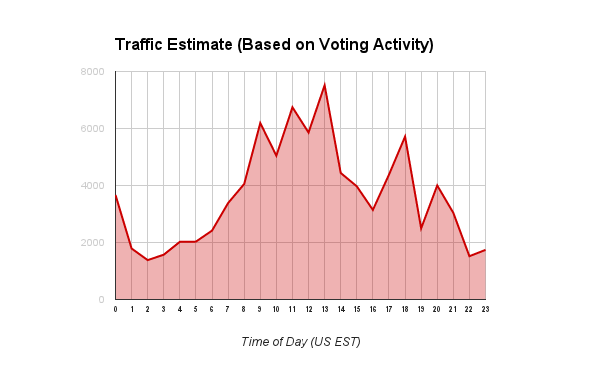 Traffic Estimate (Based on Voting Activity)
8000
6000
4000
2000
0
0 1 2 3 4 5 6 7 8 9 10 11 12 13 14 15 16 17 18 19 20 21 22 23
Time of Day (US EST)